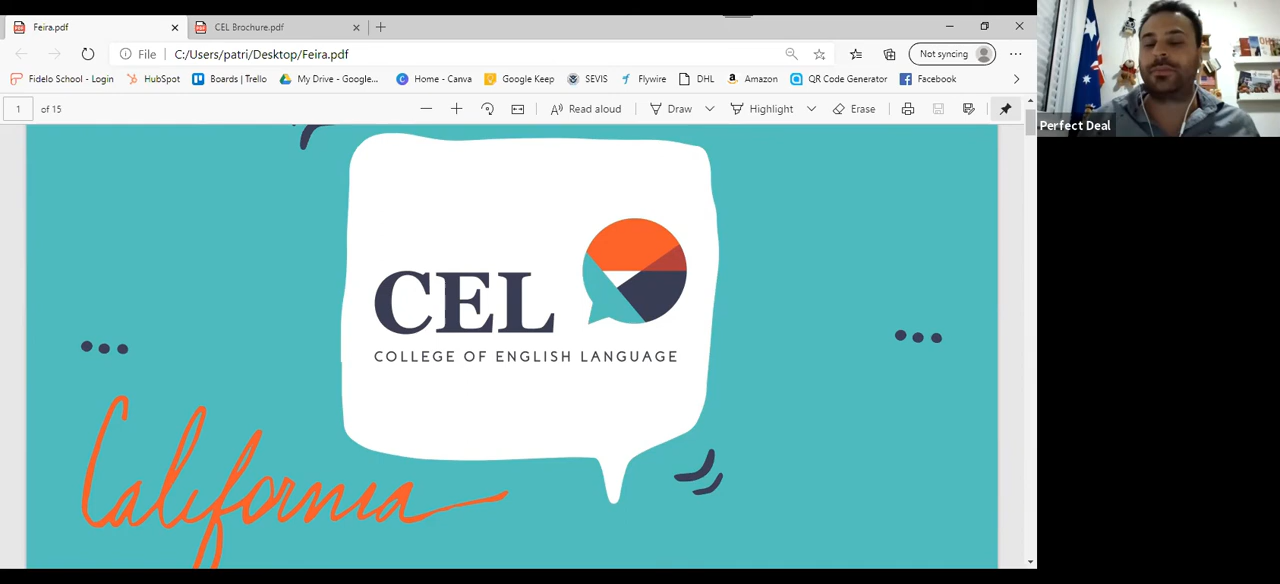 Feira.pdf
CEL Brochure.pdf
File C:/Users/patri/Desktop/Feira.pdf
Not syncing
Fidelo School - Login
HubSpot
Boards | Trello
My Drive - Google...
Home - Canva
Google Keep
SEVIS
Flywire
DHL
Amazon
QR Code Generator
Facebook
1 of 15
Read aloud
Draw
Highlight
Erase
Perfect Deal
CEL
COLLEGE OF ENGLISH LANGUAGE
California